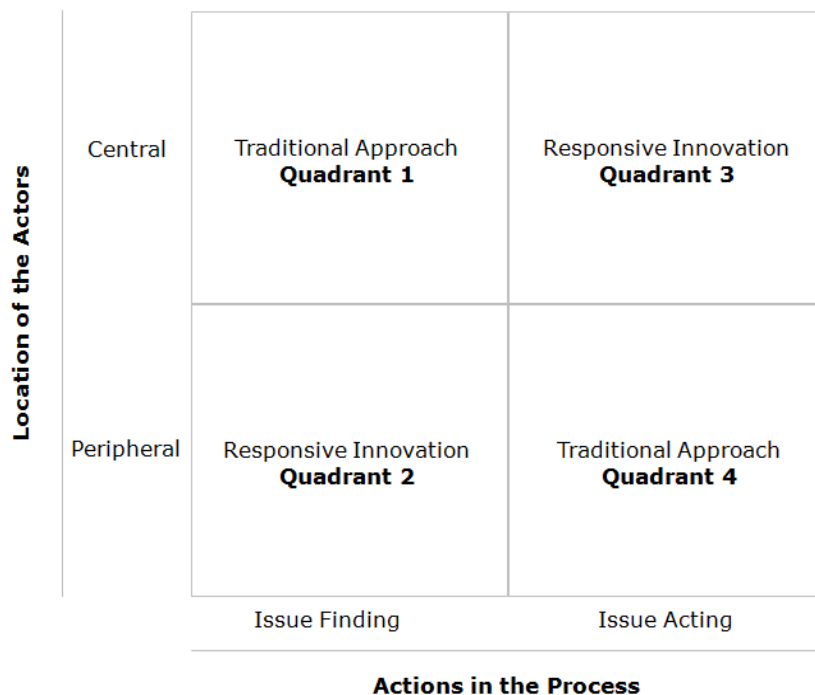 Location of the Actors
Central
Traditional Approach
Quadrant 1
Responsive Innovation
Quadrant 3
Peripheral
Responsive Innovation
Quadrant 2
Traditional Approach
Quadrant 4
Issue Finding
Issue Acting
Actions in the Process